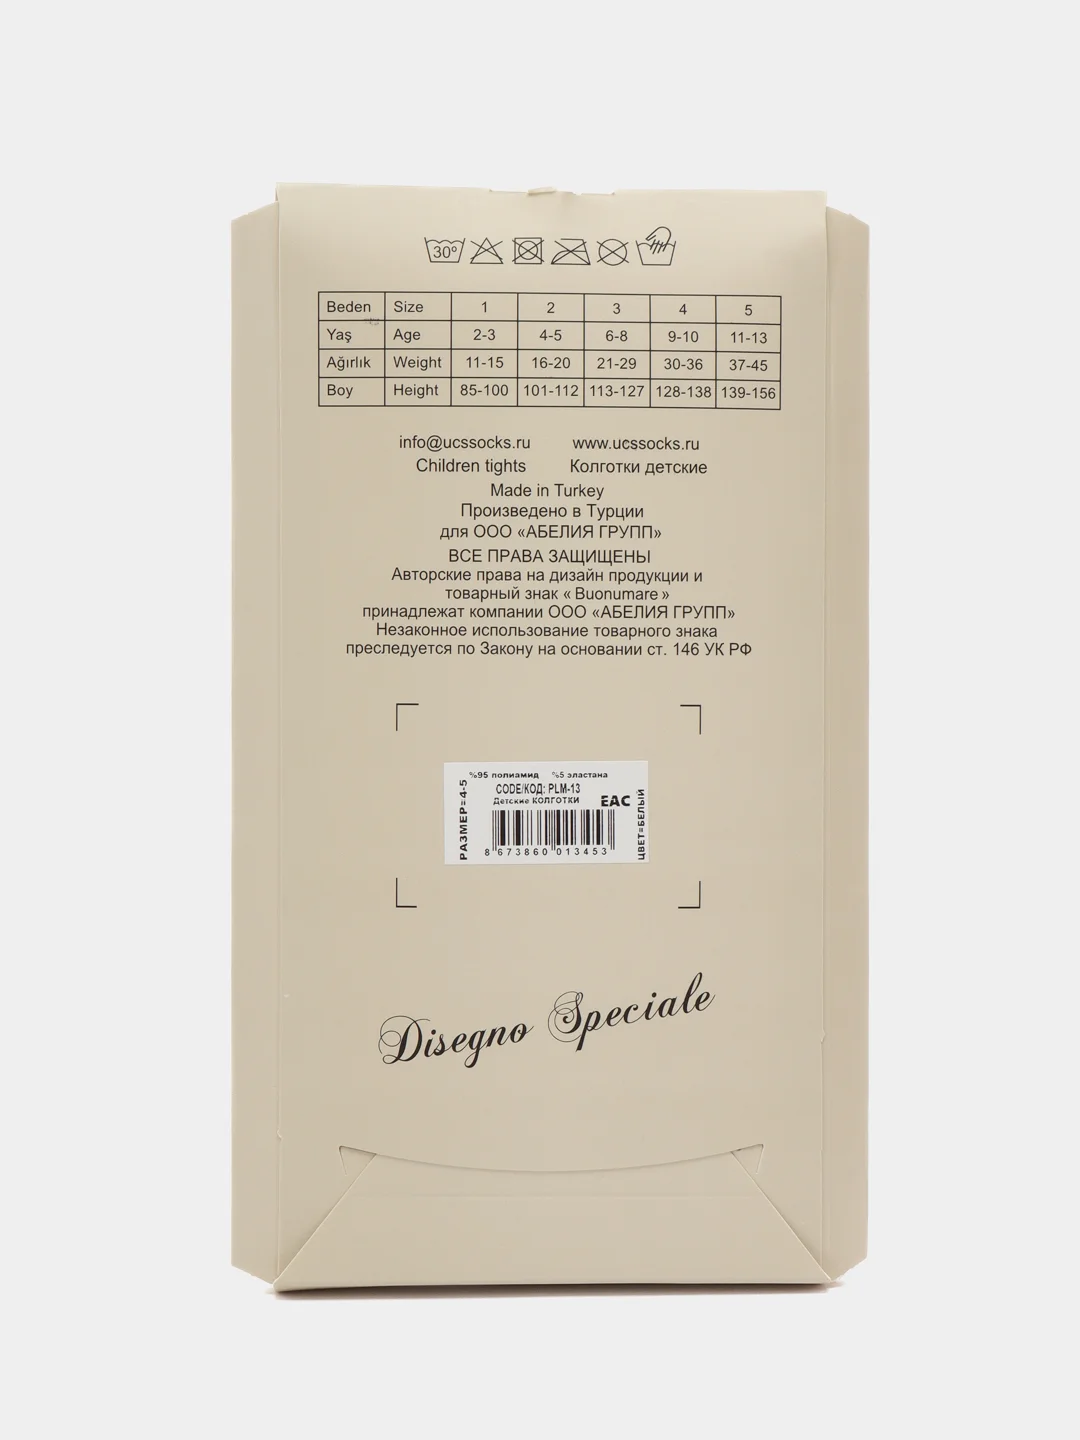 30°
Beden Size 1 2 3 4 5
Yaş Age 2-3 4-5 6-8 9-10 11-13
Ağırlık Weight 11-15 16-20 21-29 30-36 37-45
Boy Height 85-100 101-112 113-127 128-138 139-156
info@ucssocks.ru www.ucssocks.ru
Children tights Колготки детские
Made in Turkey
Произведено в Турции
для ООО «АБЕЛИЯ ГРУПП»
ВСЕ ПРАВА ЗАЩИЩЕНЫ
Авторские права на дизайн продукции и
товарный знак « Buonumare »
принадлежат компании ООО «АБЕЛИЯ ГРУПП»
Незаконное использование товарного знака
преследуется по Закону на основании ст. 146 УК РФ
%95 полиамид %5 эластана
CODE/КОД: PLM-13
Детские КОЛГОТКИ EAC
РАЗМЕР=4-5
ЦВЕТ=БЕЛЫЙ
8 673860 013453
Disegno Speciale